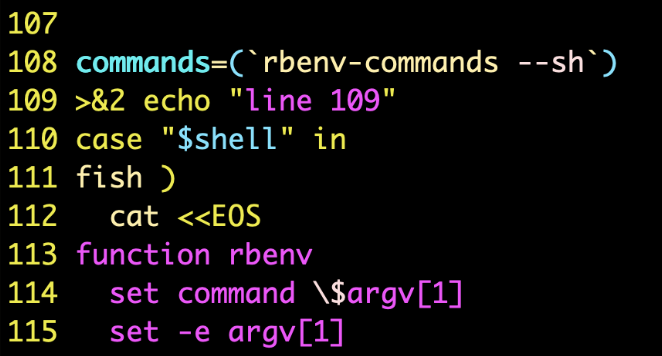 107
108 commands=(`rbenv-commands --sh`)
109 >&2 echo "line 109"
110 case "$shell" in
111 fish )
112   cat <<EOS
113 function rbenv
114   set command \$argv[1]
115   set -e argv[1]